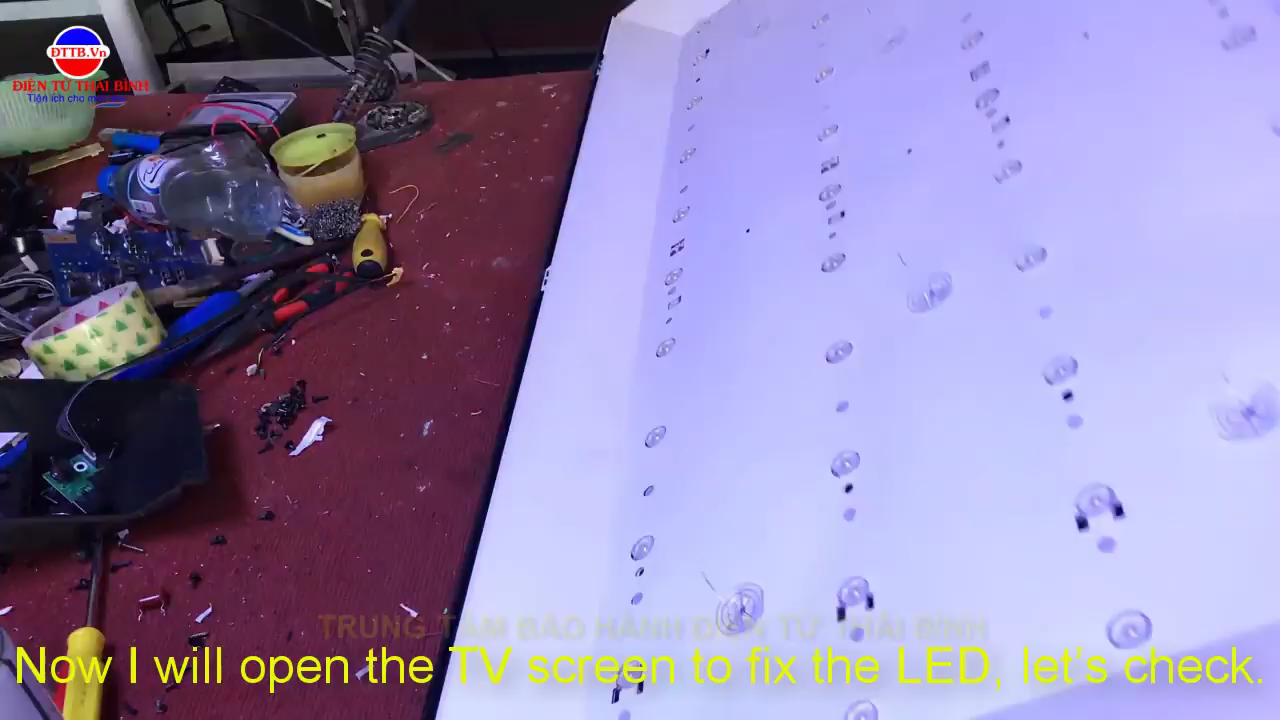 ĐTTB.Vn
ĐIỆN TỬ THÁI BÌNH
TRUNG TÂM BẢO HÀNH ĐIỆN TỬ THÁI BÌNH
Now I will open the TV screen to fix the LED, let's check.